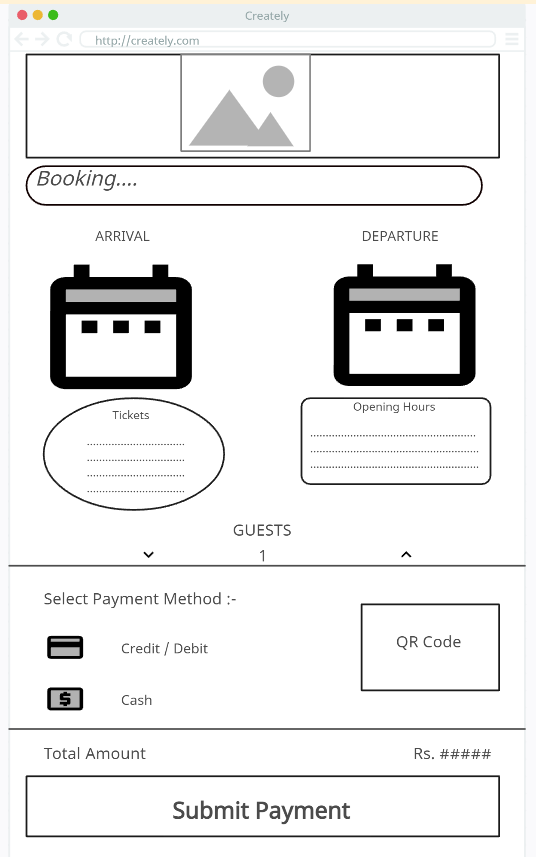 Creately
http://creately.com
Booking....
ARRIVAL
DEPARTURE
Tickets
Opening Hours
GUESTS
1
Select Payment Method :-
Credit / Debit
QR Code
$
Cash
Total Amount
Rs. #####
Submit Payment